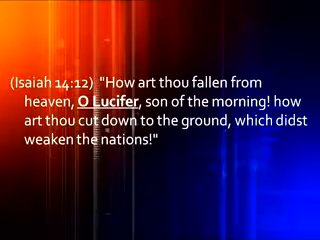 (Isaiah 14:12)  "How art thou fallen from
heaven, O Lucifer, son of the morning! how
art thou cut down to the ground, which didst
weaken the nations!"